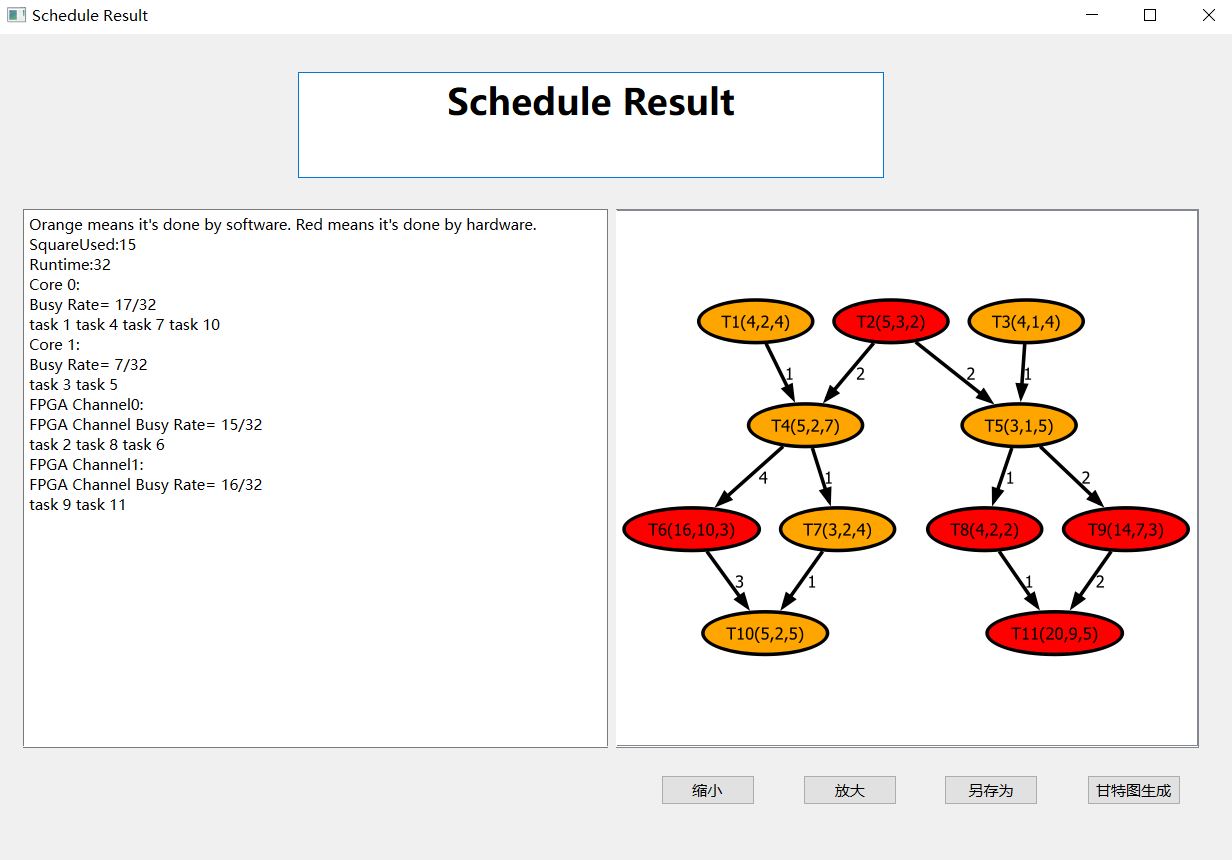 Schedule Result
Schedule Result
Orange means it's done by software. Red means it's done by hardware.
SquareUsed:15
Runtime:32
Core 0:
Busy Rate= 17/32
task 1 task 4 task 7 task 10
Core 1:
Busy Rate= 7/32
task 3 task 5
FPGA Channel0:
FPGA Channel Busy Rate= 15/32
task 2 task 8 task 6
FPGA Channel1:
FPGA Channel Busy Rate= 16/32
task 9 task 11
T1(4,2,4) T2(5,3,2) T3(4,1,4)
1 2 2 1
T4(5,2,7) T5(3,1,5)
4 1 1 2
T6(16,10,3) T7(3,2,4) T8(4,2,2) T9(14,7,3)
3 1 1 2
T10(5,2,5) T11(20,9,5)
缩小 放大 另存为 甘特图生成